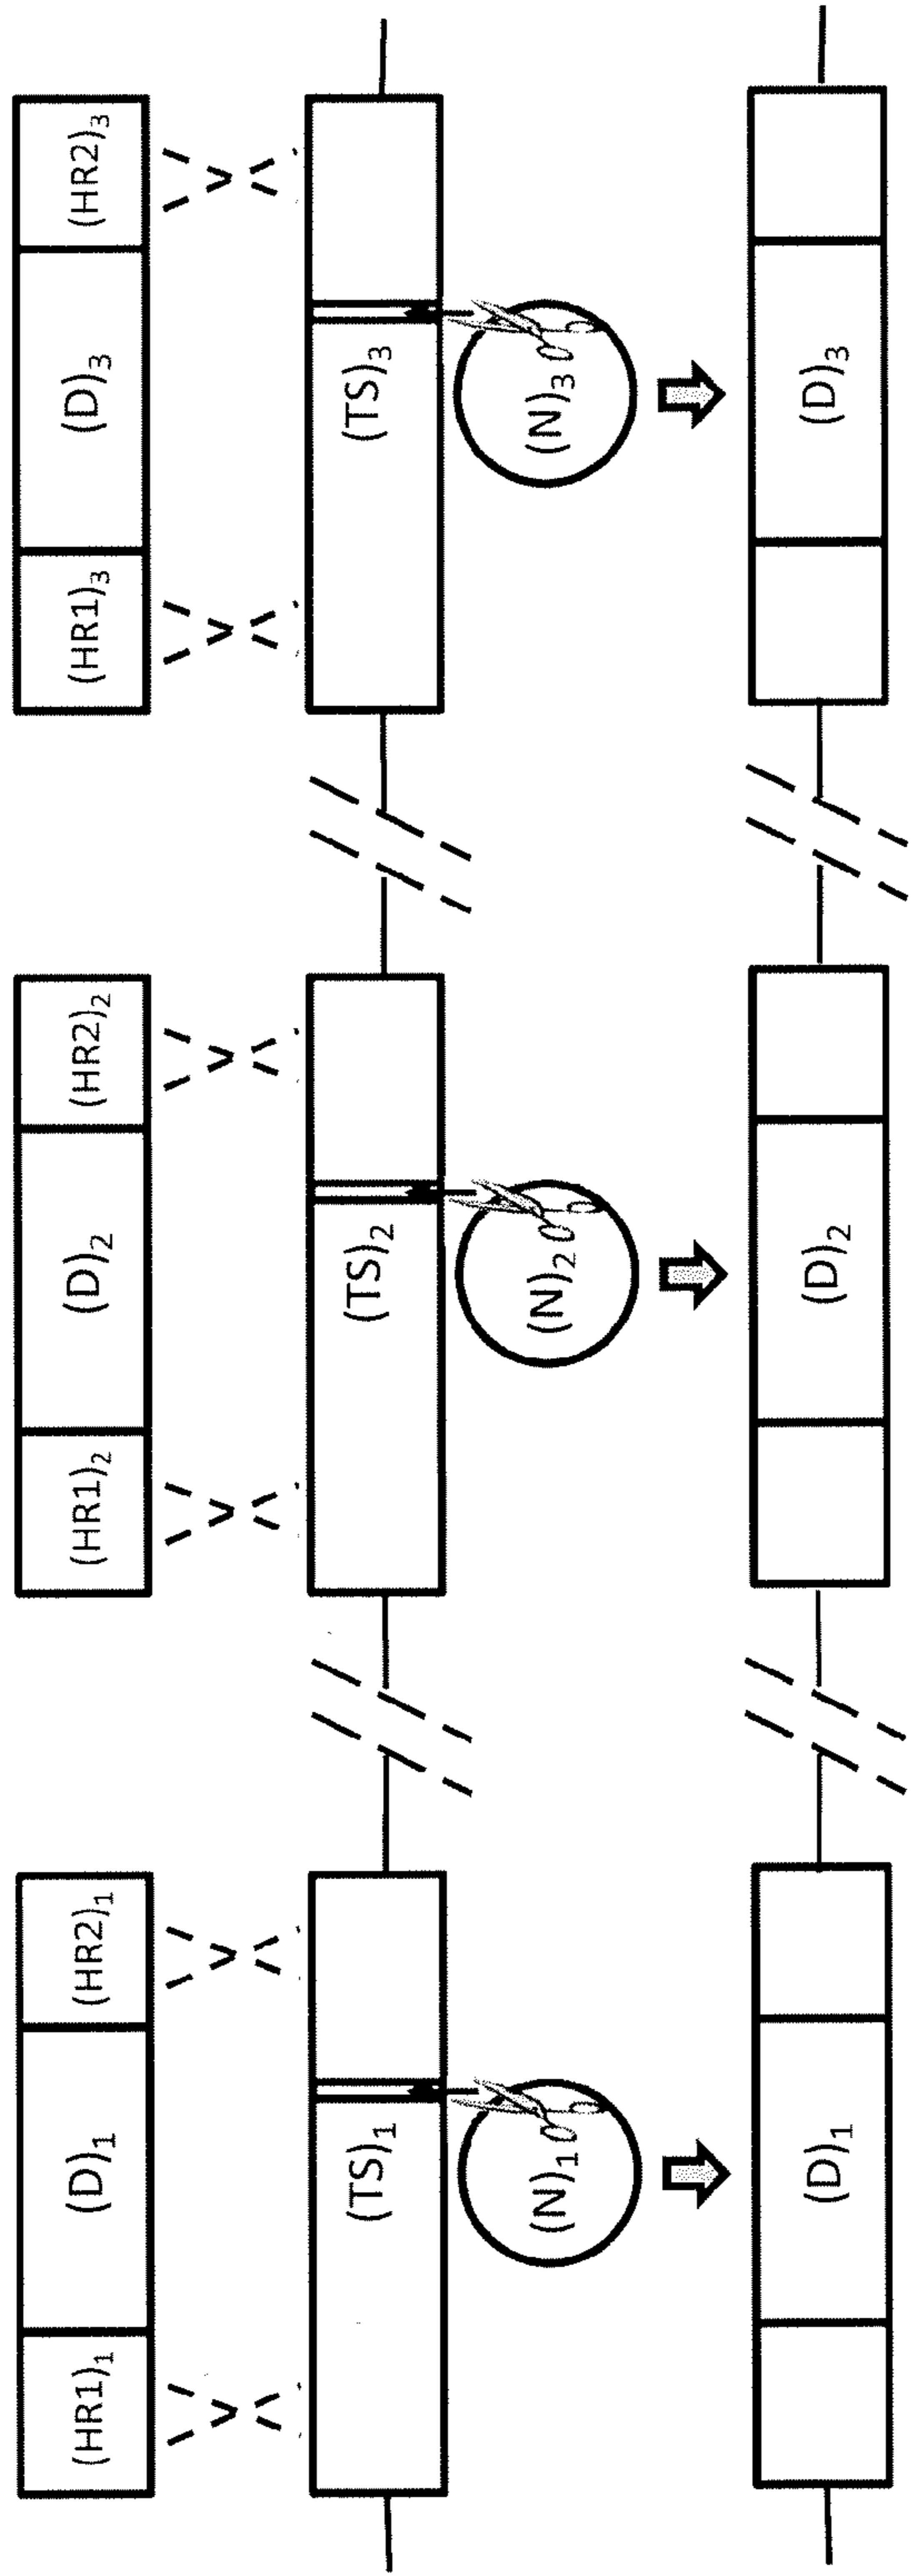 (HR1)₁ (D)₁ (HR2)₁ (HR1)₂ (D)₂ (HR2)₂ (HR1)₃ (D)₃ (HR2)₃
(TS)₁ (TS)₂ (TS)₃
(N)₁ (N)₂ (N)₃
(D)₁ (D)₂ (D)₃